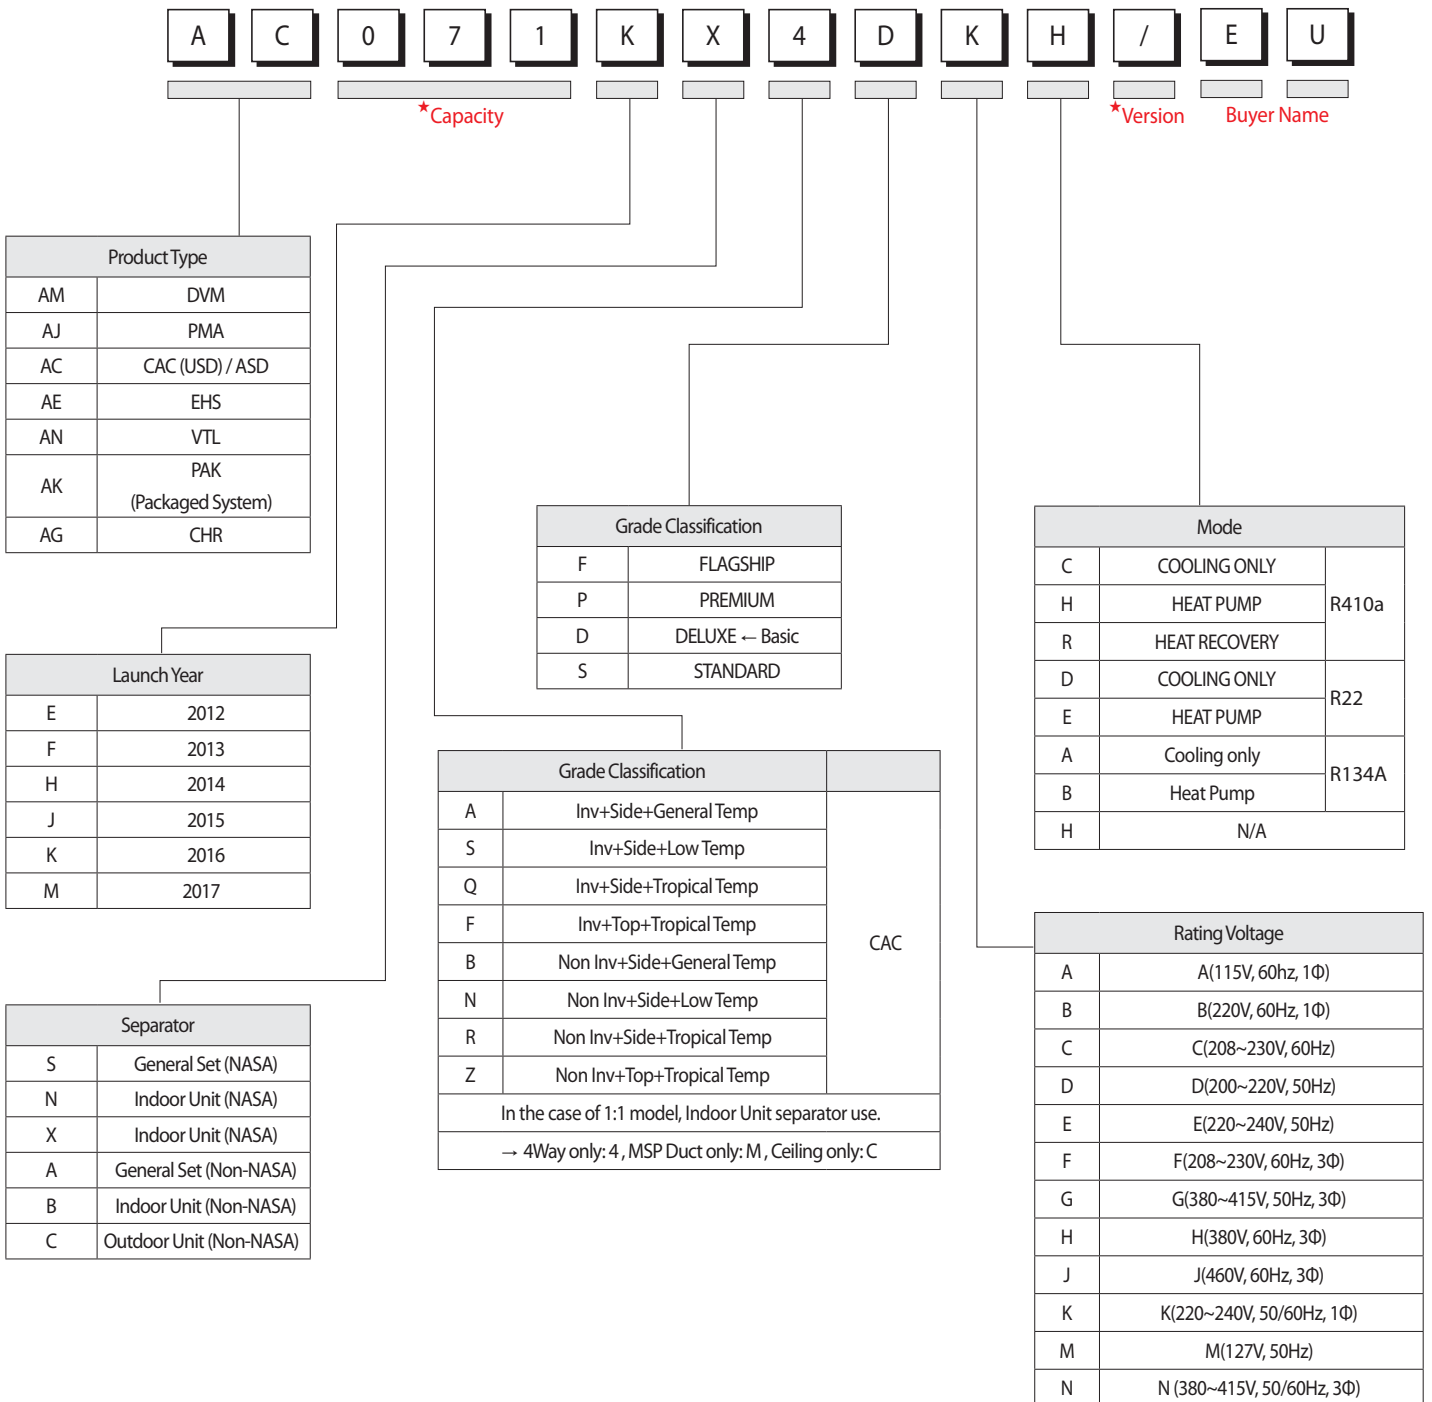 A C 0 7 1 K X 4 D K H / E U
★Capacity
★Version
Buyer Name
Product Type
AM DVM
AJ PMA
AC CAC (USD) / ASD
AE EHS
AN VTL
AK PAK
(Packaged System)
AG CHR
Launch Year
E 2012
F 2013
H 2014
J 2015
K 2016
M 2017
Separator
S General Set (NASA)
N Indoor Unit (NASA)
X Indoor Unit (NASA)
A General Set (Non-NASA)
B Indoor Unit (Non-NASA)
C Outdoor Unit (Non-NASA)
Grade Classification
F FLAGSHIP
P PREMIUM
D DELUXE ← Basic
S STANDARD
Grade Classification
A Inv+Side+General Temp
S Inv+Side+Low Temp
Q Inv+Side+Tropical Temp
F Inv+Top+Tropical Temp
CAC
B Non Inv+Side+General Temp
N Non Inv+Side+Low Temp
R Non Inv+Side+Tropical Temp
Z Non Inv+Top+Tropical Temp
In the case of 1:1 model, Indoor Unit separator use.
→ 4Way only: 4 , MSP Duct only: M , Ceiling only: C
Mode
C COOLING ONLY
H HEAT PUMP R410a
R HEAT RECOVERY
D COOLING ONLY
R22
E HEAT PUMP
A Cooling only
R134A
B Heat Pump
H N/A
Rating Voltage
A A(115V, 60hz, 1Φ)
B B(220V, 60Hz, 1Φ)
C C(208~230V, 60Hz)
D D(200~220V, 50Hz)
E E(220~240V, 50Hz)
F F(208~230V, 60Hz, 3Φ)
G G(380~415V, 50Hz, 3Φ)
H H(380V, 60Hz, 3Φ)
J J(460V, 60Hz, 3Φ)
K K(220~240V, 50/60Hz, 1Φ)
M M(127V, 50Hz)
N N (380~415V, 50/60Hz, 3Φ)